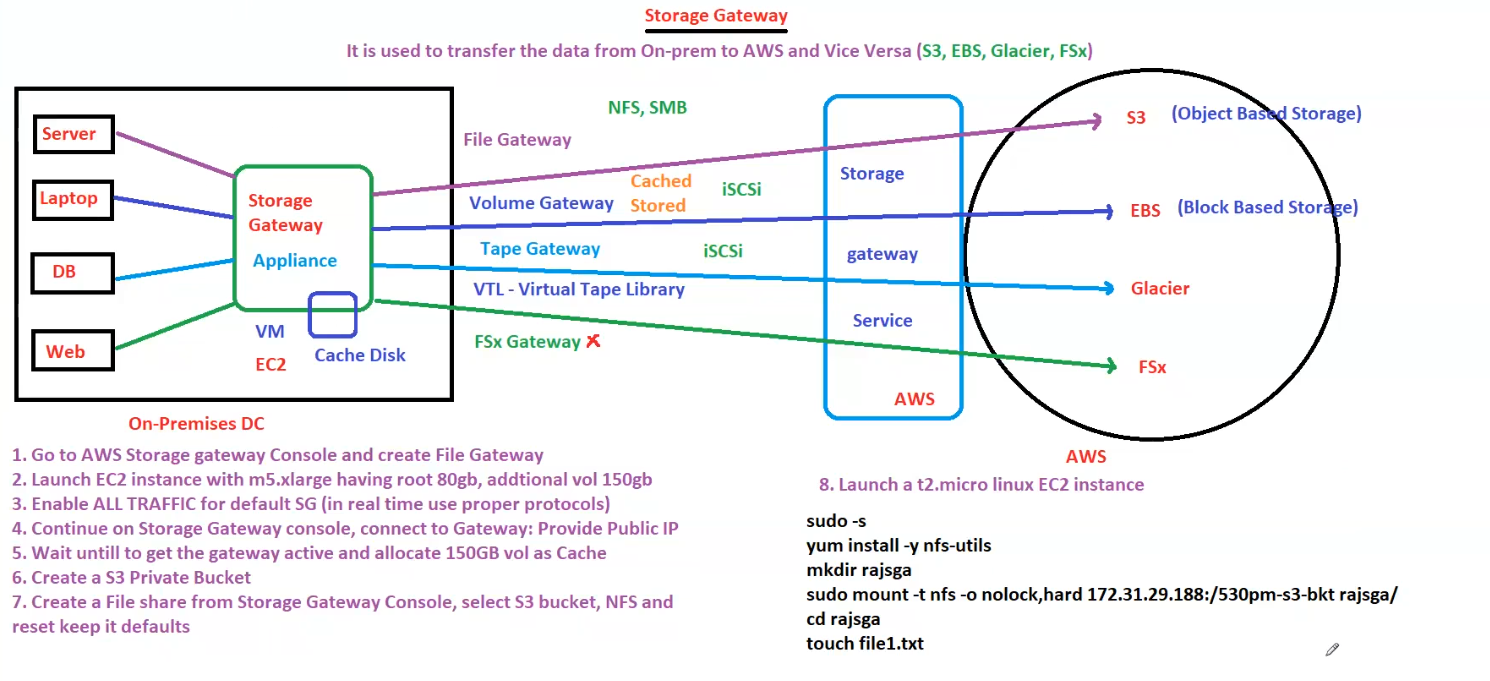 Storage Gateway
It is used to transfer the data from On-prem to AWS and Vice Versa (S3, EBS, Glacier, FSx)
Server
Laptop
DB
Web
Storage
Gateway
Appliance
VM
EC2
Cache Disk
On-Premises DC
NFS, SMB
File Gateway
Cached
Stored
iSCSi
Volume Gateway
Tape Gateway
iSCSi
VTL - Virtual Tape Library
FSx Gateway
Storage
gateway
Service
AWS
S3
(Object Based Storage)
EBS
(Block Based Storage)
Glacier
FSx
AWS
1. Go to AWS Storage gateway Console and create File Gateway
2. Launch EC2 instance with m5.xlarge having root 80gb, addtional vol 150gb
3. Enable ALL TRAFFIC for default SG (in real time use proper protocols)
4. Continue on Storage Gateway console, connect to Gateway: Provide Public IP
5. Wait untill to get the gateway active and allocate 150GB vol as Cache
6. Create a S3 Private Bucket
7. Create a File share from Storage Gateway Console, select S3 bucket, NFS and
reset keep it defaults
8. Launch a t2.micro linux EC2 instance
sudo -s
yum install -y nfs-utils
mkdir rajsga
sudo mount -t nfs -o nolock,hard 172.31.29.188:/530pm-s3-bkt rajsga/
cd rajsga
touch file1.txt